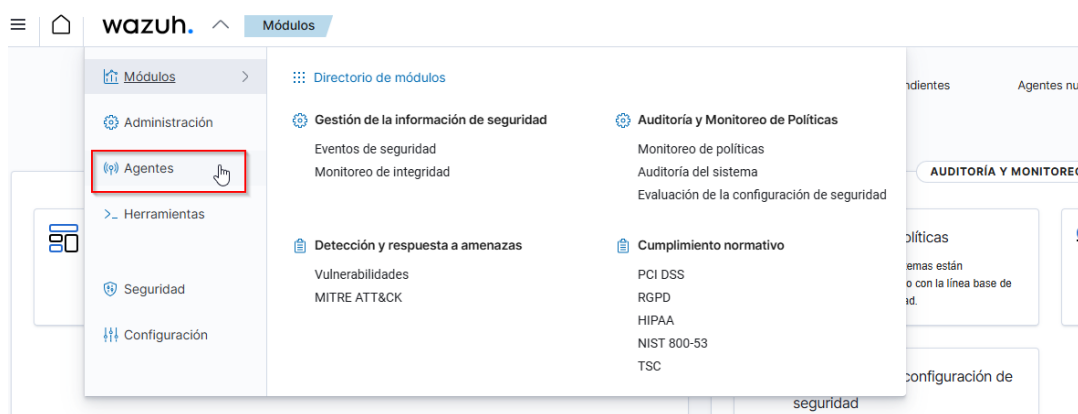 wazuh.
Módulos
Módulos
Administración
Agentes
>_ Herramientas
Seguridad
Configuración
Directorio de módulos
Gestión de la información de seguridad
Eventos de seguridad
Monitoreo de integridad
Auditoría y Monitoreo de Políticas
Monitoreo de políticas
Auditoría del sistema
Evaluación de la configuración de seguridad
Detección y respuesta a amenazas
Vulnerabilidades
MITRE ATT&CK
Cumplimiento normativo
PCI DSS
RGPD
HIPAA
NIST 800-53
TSC
ndientes
Agentes nu
AUDITORÍA Y MONITOREO
olíticas
emas están
o con la línea base de
ad.
configuración de
seguridad